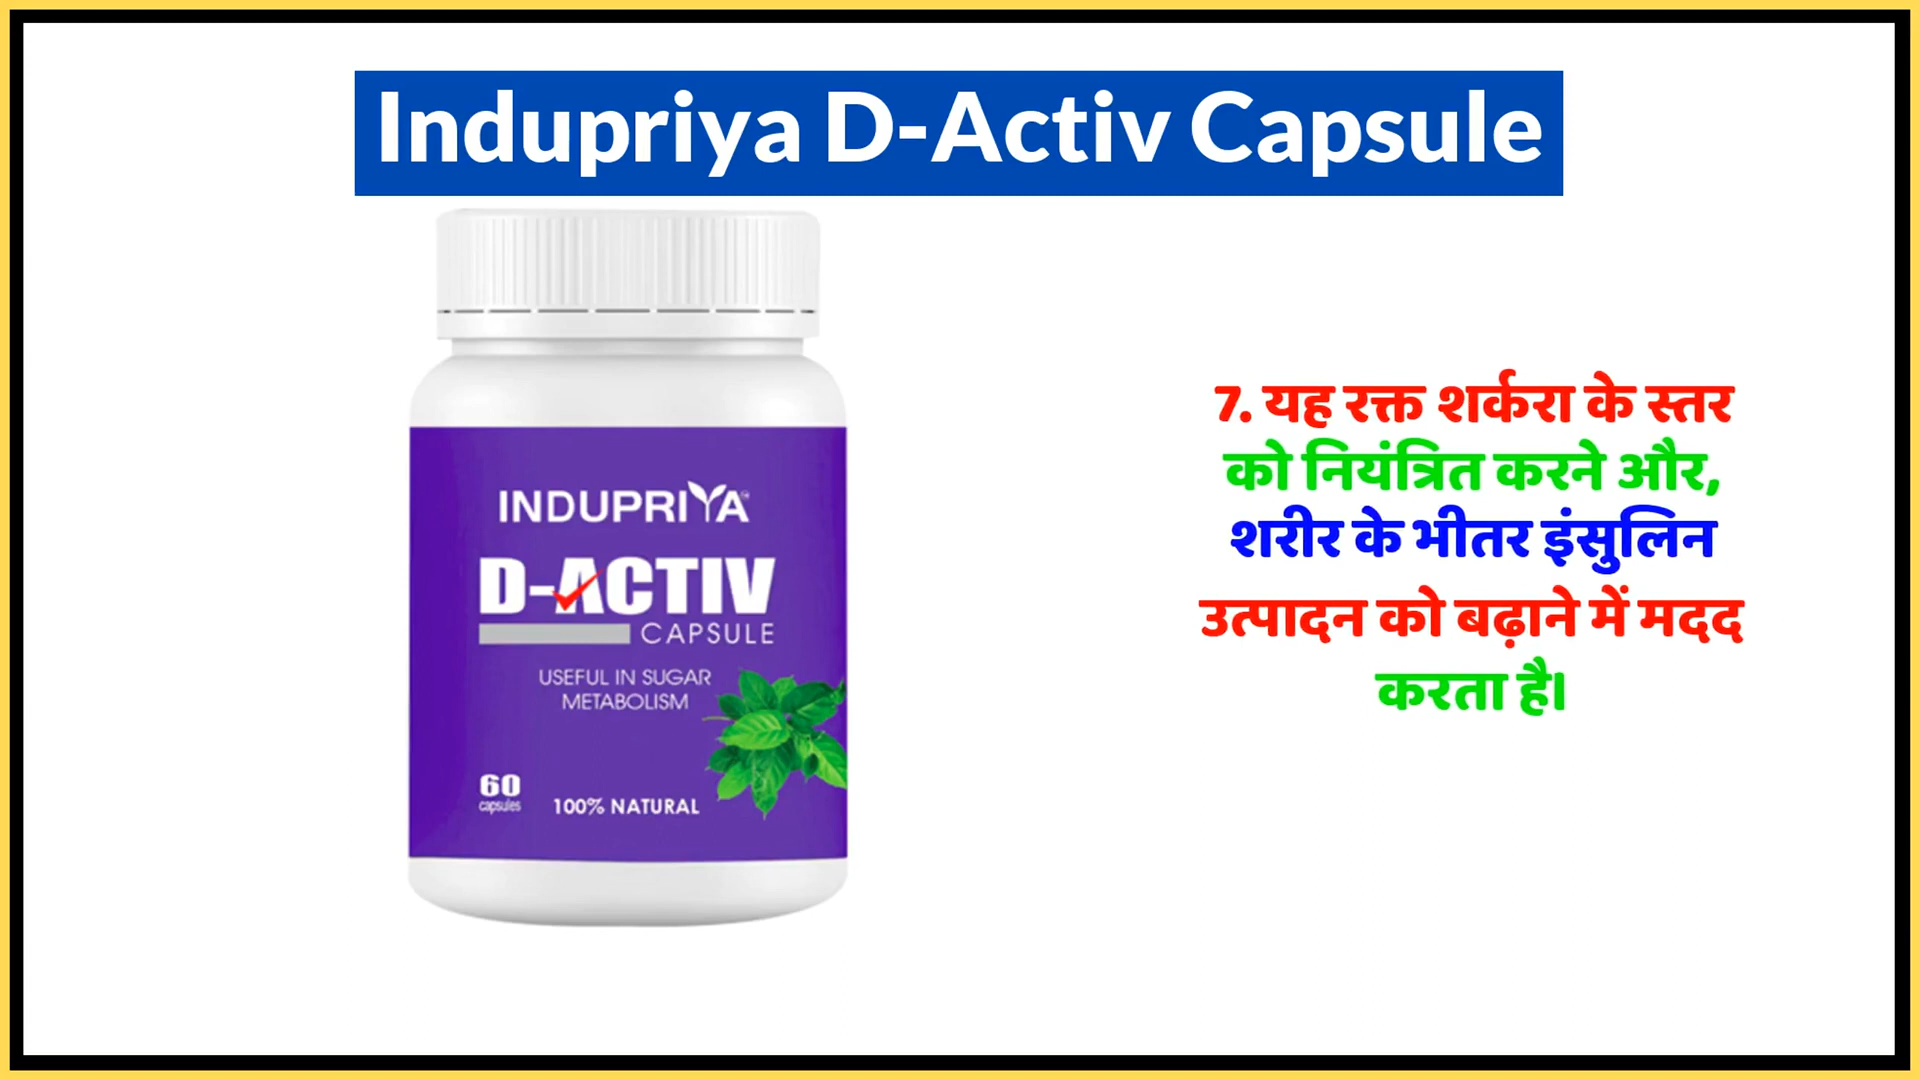 Indupriya D-Activ Capsule
INDUPRIYA™
D-ACTIV
CAPSULE
USEFUL IN SUGAR
METABOLISM
60
capsules
100% NATURAL
7. यह रक्त शर्करा के स्तर
को नियंत्रित करने और,
शरीर के भीतर इंसुलिन
उत्पादन को बढ़ाने में मदद
करता है।